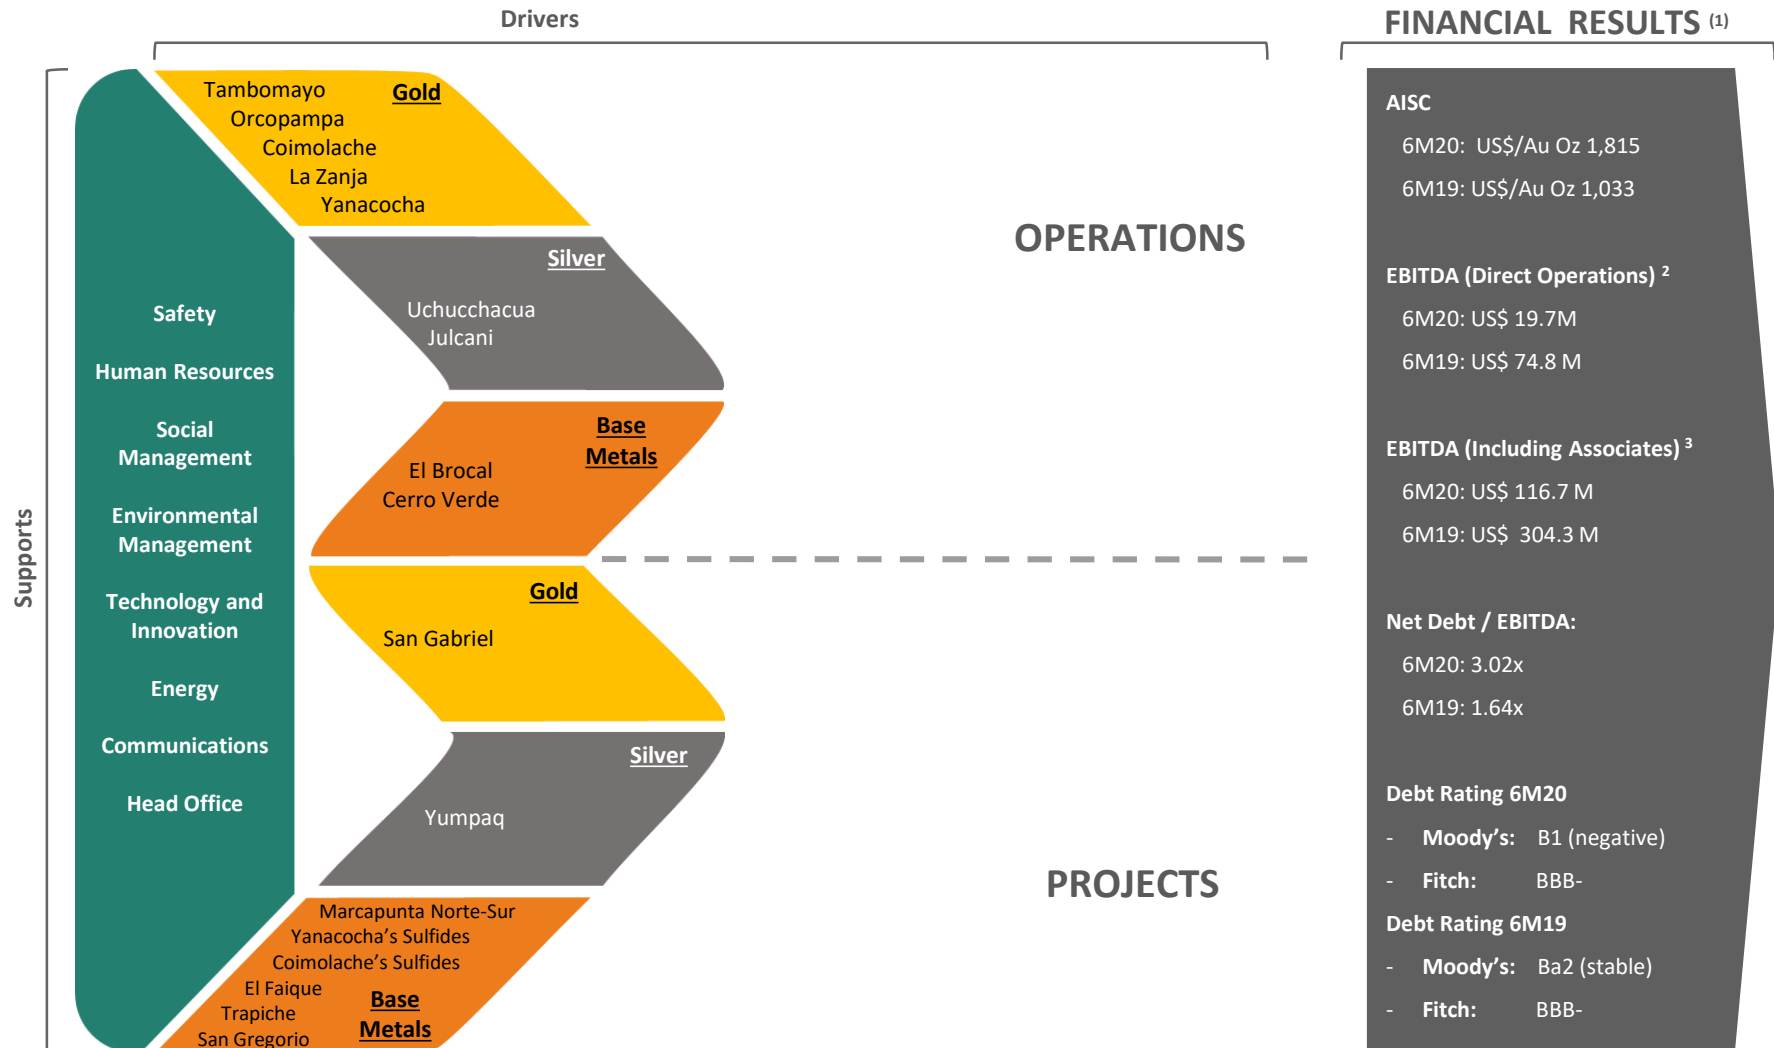 Drivers
FINANCIAL RESULTS (1)
Supports
Safety
Human Resources
Social
Management
Environmental
Management
Technology and
Innovation
Energy
Communications
Head Office
Tambomayo
Gold
Orcopampa
Coimolache
La Zanja
Yanacocha
Silver
Uchucchacua
Julcani
Base
Metals
El Brocal
Cerro Verde
OPERATIONS
Gold
San Gabriel
Silver
Yumpaq
Marcapunta Norte-Sur
Yanacocha’s Sulfides
Coimolache’s Sulfides
El Faique
Trapiche
San Gregorio
Base
Metals
PROJECTS
AISC
6M20: US$/Au Oz 1,815
6M19: US$/Au Oz 1,033
EBITDA (Direct Operations) 2
6M20: US$ 19.7M
6M19: US$ 74.8 M
EBITDA (Including Associates) 3
6M20: US$ 116.7 M
6M19: US$ 304.3 M
Net Debt / EBITDA:
6M20: 3.02x
6M19: 1.64x
Debt Rating 6M20
- Moody’s: B1 (negative)
- Fitch: BBB-
Debt Rating 6M19
- Moody’s: Ba2 (stable)
- Fitch: BBB-